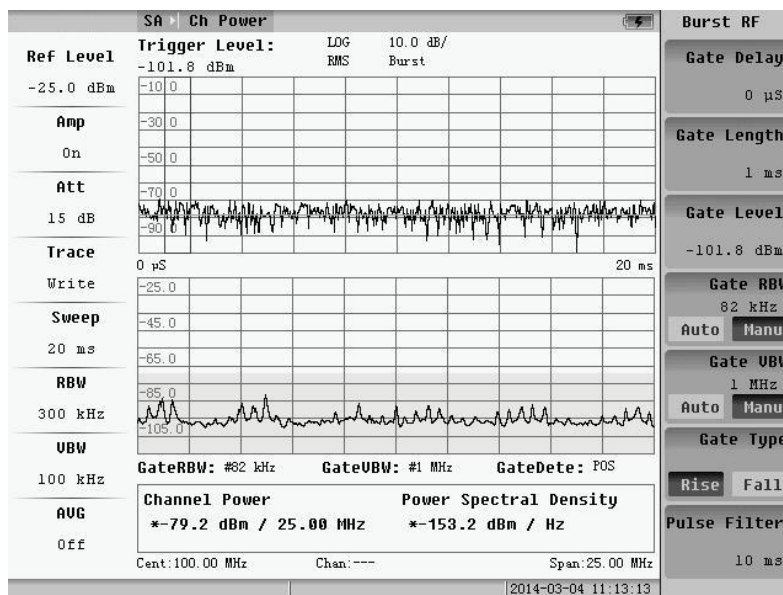 SA Ch Power
Burst RF
Ref Level
-25.0 dBm
Amp
On
Att
15 dB
Trace
Write
Sweep
20 ms
RBW
300 kHz
VBW
100 kHz
AVG
Off
Trigger Level:
-101.8 dBm
LOG 10.0 dB/
RMS Burst
-10.0
-30.0
-50.0
-70.0
-90.0
0 µS 20 ms
-25.0
-45.0
-65.0
-85.0
-105.0
GateRBW: #82 kHz GateVBW: #1 MHz GateDete: POS
Channel Power Power Spectral Density
*-79.2 dBm / 25.00 MHz *-153.2 dBm / Hz
Cent:100.00 MHz Chan:--- Span:25.00 MHz
2014-03-04 11:13:13
Gate Delay
0 µS
Gate Length
1 ms
Gate Level
-101.8 dBm
Gate RBW
82 kHz
Auto Manu
Gate VBW
1 MHz
Auto Manu
Gate Type
Rise Fall
Pulse Filter
10 ms